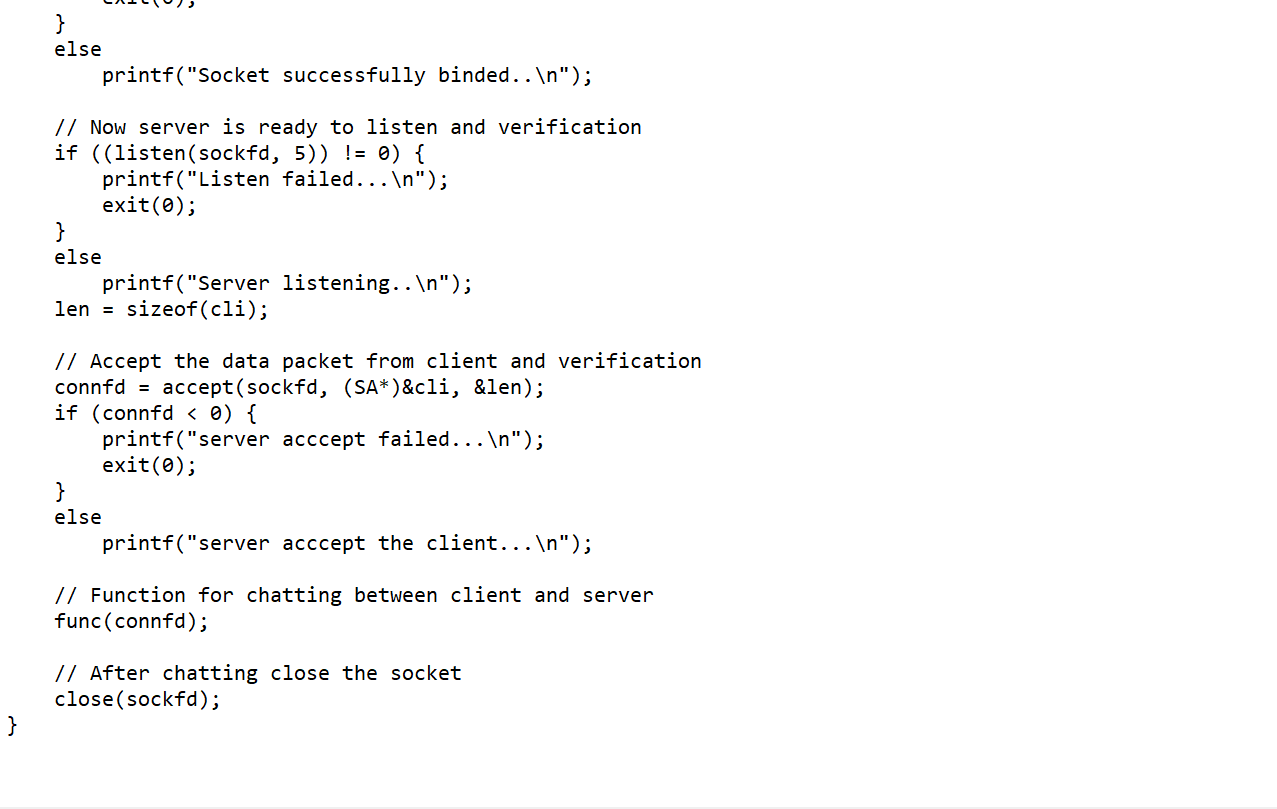 exit(0);
}
else
printf("Socket successfully binded..\n");
// Now server is ready to listen and verification
if ((listen(sockfd, 5)) != 0) {
printf("Listen failed...\n");
exit(0);
}
else
printf("Server listening..\n");
len = sizeof(cli);
// Accept the data packet from client and verification
connfd = accept(sockfd, (SA*)&cli, &len);
if (connfd < 0) {
printf("server acccept failed...\n");
exit(0);
}
else
printf("server acccept the client...\n");
// Function for chatting between client and server
func(connfd);
// After chatting close the socket
close(sockfd);
}